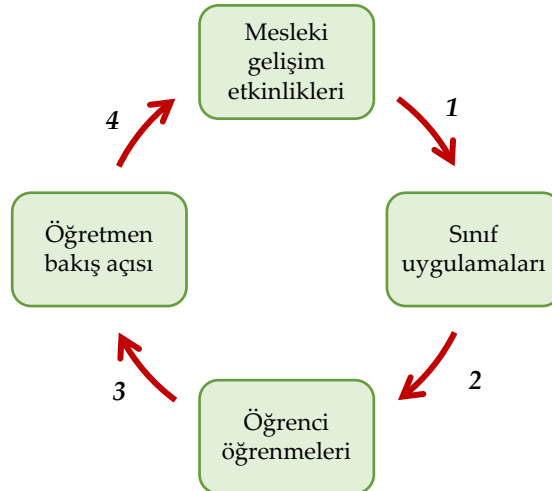 Mesleki
gelişim
etkinlikleri
1
Sınıf
uygulamaları
2
Öğrenci
öğrenmeleri
3
Öğretmen
bakış açısı
4